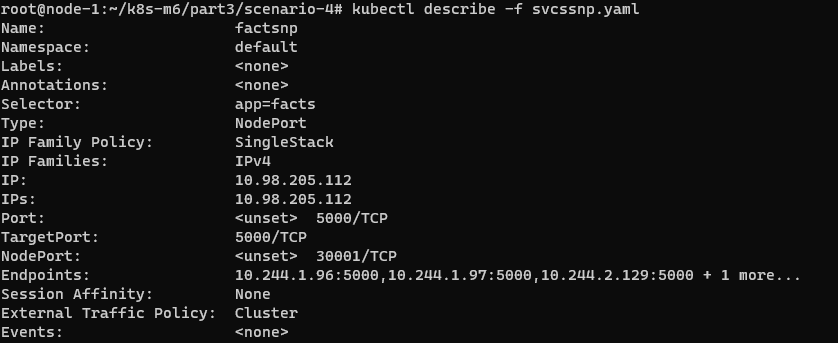 root@node-1:~/k8s-m6/part3/scenario-4# kubectl describe -f svcssnp.yaml
Name:                     factsnp
Namespace:                default
Labels:                   <none>
Annotations:              <none>
Selector:                 app=facts
Type:                     NodePort
IP Family Policy:         SingleStack
IP Families:              IPv4
IP:                       10.98.205.112
IPs:                      10.98.205.112
Port:                     <unset>  5000/TCP
TargetPort:               5000/TCP
NodePort:                 <unset>  30001/TCP
Endpoints:                10.244.1.96:5000,10.244.1.97:5000,10.244.2.129:5000 + 1 more...
Session Affinity:         None
External Traffic Policy:  Cluster
Events:                   <none>